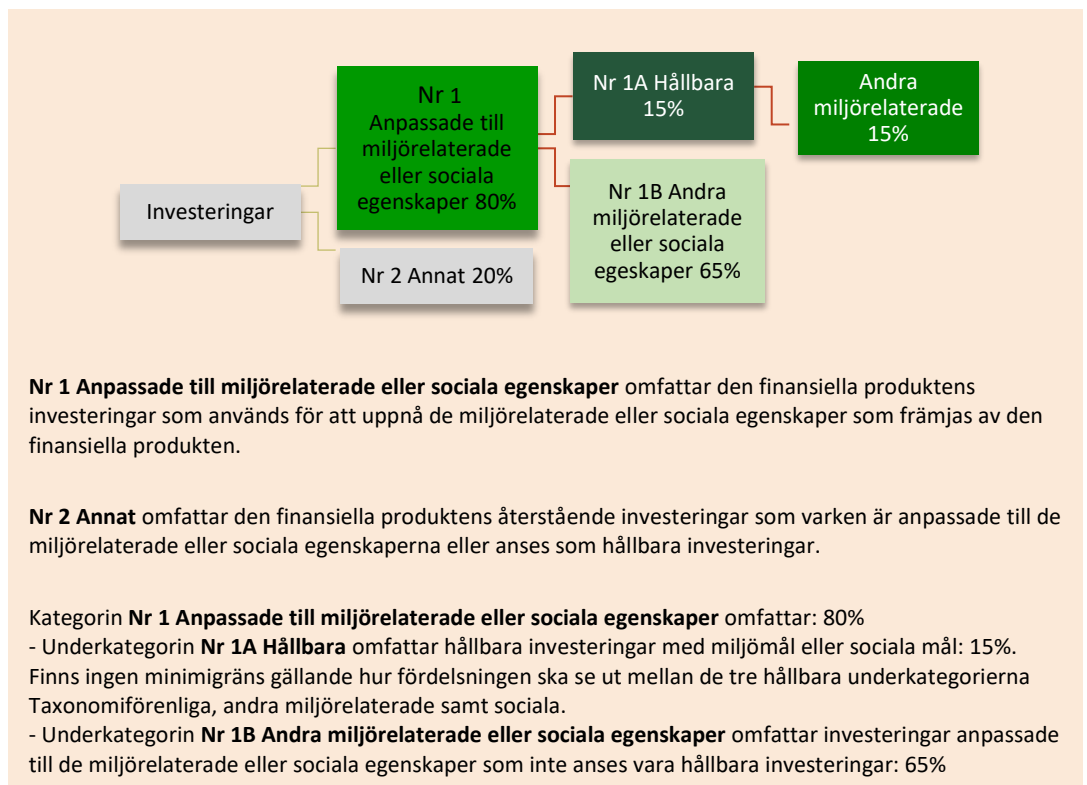 Nr 1
Anpassade till
miljörelaterade
eller sociala
egenskaper 80%
Nr 1A Hållbara
15%
Andra
miljörelaterade
15%
Investeringar
Nr 1B Andra
miljörelaterade
eller sociala
egeskaper 65%
Nr 2 Annat 20%
Nr 1 Anpassade till miljörelaterade eller sociala egenskaper omfattar den finansiella produktens
investeringar som används för att uppnå de miljörelaterade eller sociala egenskaper som främjas av den
finansiella produkten.
Nr 2 Annat omfattar den finansiella produktens återstående investeringar som varken är anpassade till de
miljörelaterade eller sociala egenskaperna eller anses som hållbara investeringar.
Kategorin Nr 1 Anpassade till miljörelaterade eller sociala egenskaper omfattar: 80%
- Underkategorin Nr 1A Hållbara omfattar hållbara investeringar med miljömål eller sociala mål: 15%.
Finns ingen minimigräns gällande hur fördelsningen ska se ut mellan de tre hållbara underkategorierna
Taxonomiförenliga, andra miljörelaterade samt sociala.
- Underkategorin Nr 1B Andra miljörelaterade eller sociala egenskaper omfattar investeringar anpassade
till de miljörelaterade eller sociala egenskaper som inte anses vara hållbara investeringar: 65%